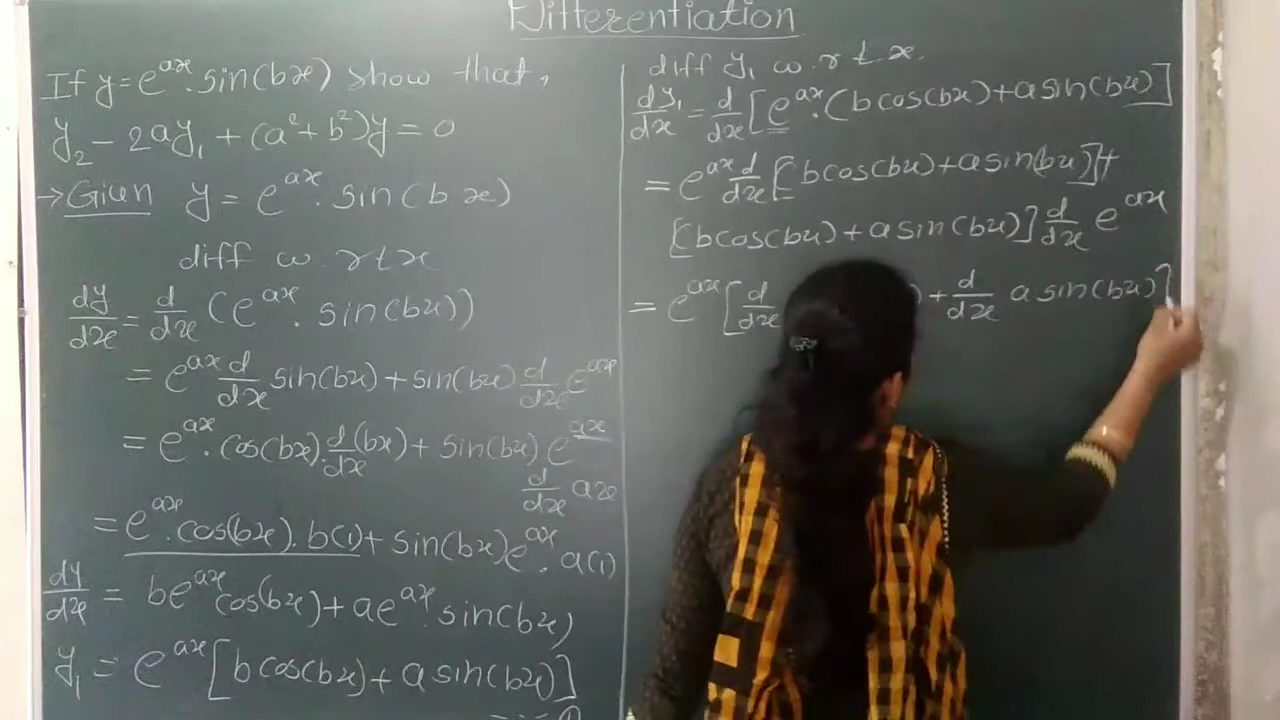 Differentiation
If y = e^{ax}. sin(bx) show that,
y₂ - 2ay₁ + (a² + b²)y = 0
→ Given y = e^{ax}. sin(bx)
diff w.r t x
dy/dx = d/dx (e^{ax}. sin(bx))
= e^{ax} d/dx sin(bx) + sin(bx) d/dx e^{ax}
= e^{ax}. cos(bx). d/dx (bx) + sin(bx) e^{ax}
d/dx ax
= e^{ax}. cos(bx). b(1) + sin(bx) e^{ax}. a(1)
dy/dx = be^{ax} cos(bx) + ae^{ax}. sin(bx)
y₁ = e^{ax} [b cos(bx) + a sin(bx)]
diff y₁ w.r t x.
dy₁/dx = d/dx [e^{ax}. (b cos(bx) + a sin(bx)]
= e^{ax} d/dx [b cos(bx) + a sin(bx)] +
[b cos(bx) + a sin(bx)] d/dx e^{ax}
= e^{ax} [d/dx ) + d/dx a sin(bx)]